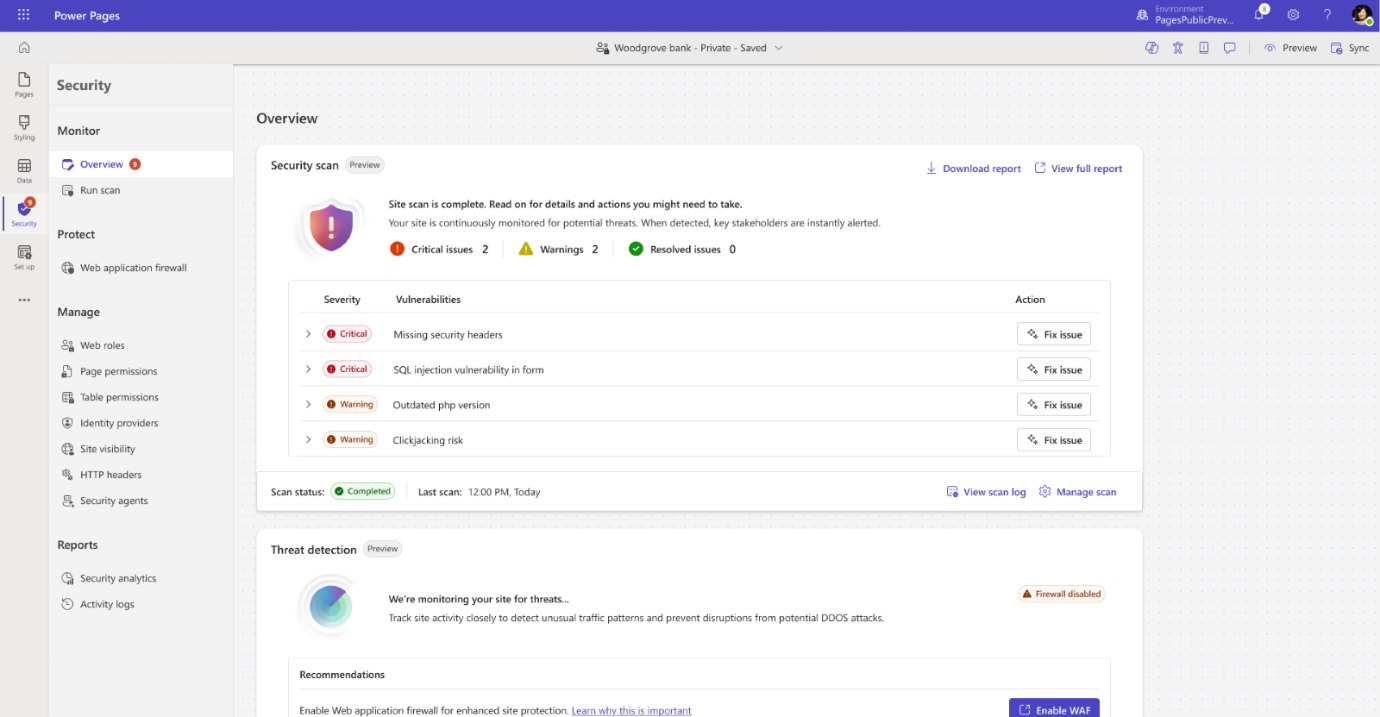 Power Pages
Environment
PagesPublicPrev...
8
?
Woodgrove bank - Private - Saved
Preview
Sync
Pages
Styling
Data
9
Security
Set up
Security
Monitor
Overview 9
Run scan
Protect
Web application firewall
Manage
Web roles
Page permissions
Table permissions
Identity providers
Site visibility
HTTP headers
Security agents
Reports
Security analytics
Activity logs
Overview
Security scan Preview
Download report View full report
Site scan is complete. Read on for details and actions you might need to take.
Your site is continuously monitored for potential threats. When detected, key stakeholders are instantly alerted.
Critical issues 2 Warnings 2 Resolved issues 0
Severity Vulnerabilities Action
Critical Missing security headers Fix issue
Critical SQL injection vulnerability in form Fix issue
Warning Outdated php version Fix issue
Warning Clickjacking risk Fix issue
Scan status: Completed Last scan: 12:00 PM, Today View scan log Manage scan
Threat detection Preview
We're monitoring your site for threats...
Firewall disabled
Track site activity closely to detect unusual traffic patterns and prevent disruptions from potential DDOS attacks.
Recommendations
Enable Web application firewall for enhanced site protection. Learn why this is important Enable WAF